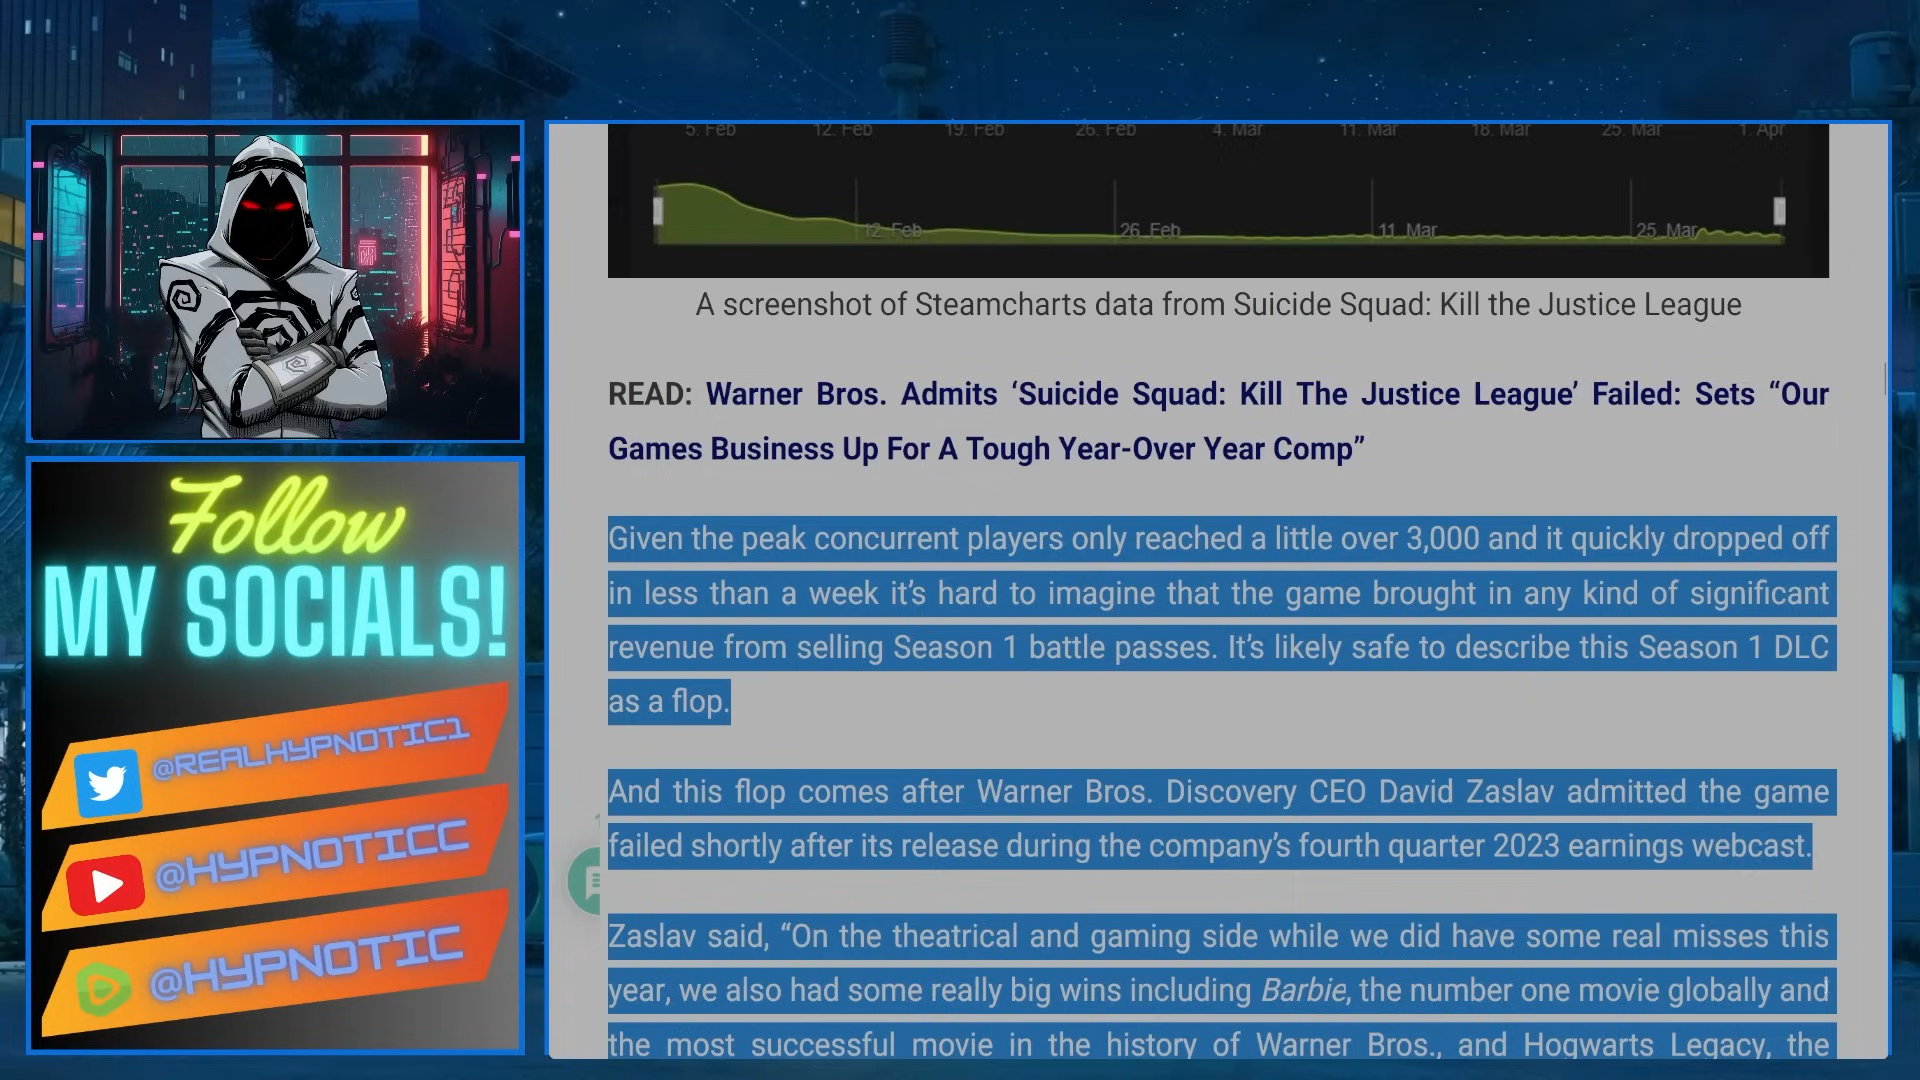 Follow
MY SOCIALS!
@REALHYPNOTIC1
@HYPNOTICC
@HYPNOTIC
5. Feb 12. Feb 19. Feb 26. Feb 4. Mar 11. Mar 18. Mar 25. Mar 1. Apr
12. Feb 26. Feb 11. Mar 25. Mar
A screenshot of Steamcharts data from Suicide Squad: Kill the Justice League
READ: Warner Bros. Admits ‘Suicide Squad: Kill The Justice League’ Failed: Sets “Our
Games Business Up For A Tough Year-Over Year Comp”
Given the peak concurrent players only reached a little over 3,000 and it quickly dropped off
in less than a week it’s hard to imagine that the game brought in any kind of significant
revenue from selling Season 1 battle passes. It’s likely safe to describe this Season 1 DLC
as a flop.
And this flop comes after Warner Bros. Discovery CEO David Zaslav admitted the game
failed shortly after its release during the company’s fourth quarter 2023 earnings webcast.
Zaslav said, “On the theatrical and gaming side while we did have some real misses this
year, we also had some really big wins including Barbie, the number one movie globally and
the most successful movie in the history of Warner Bros., and Hogwarts Legacy, the